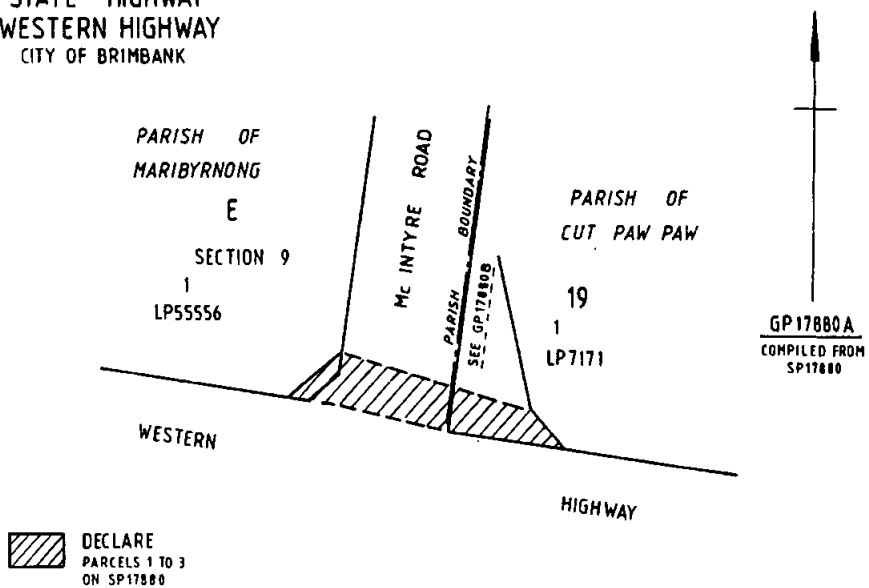 STATE HIGHWAY
WESTERN HIGHWAY
CITY OF BRIMBANK
PARISH OF
MARIBYRNONG
E
SECTION 9
1
LP55556
Mc INTYRE ROAD
PARISH BOUNDARY
SEE GP17880B
PARISH OF
CUT PAW PAW
19
1
LP7171
GP17880A
COMPILED FROM
SP17880
WESTERN
HIGHWAY
DECLARE
PARCELS 1 TO 3
ON SP17880